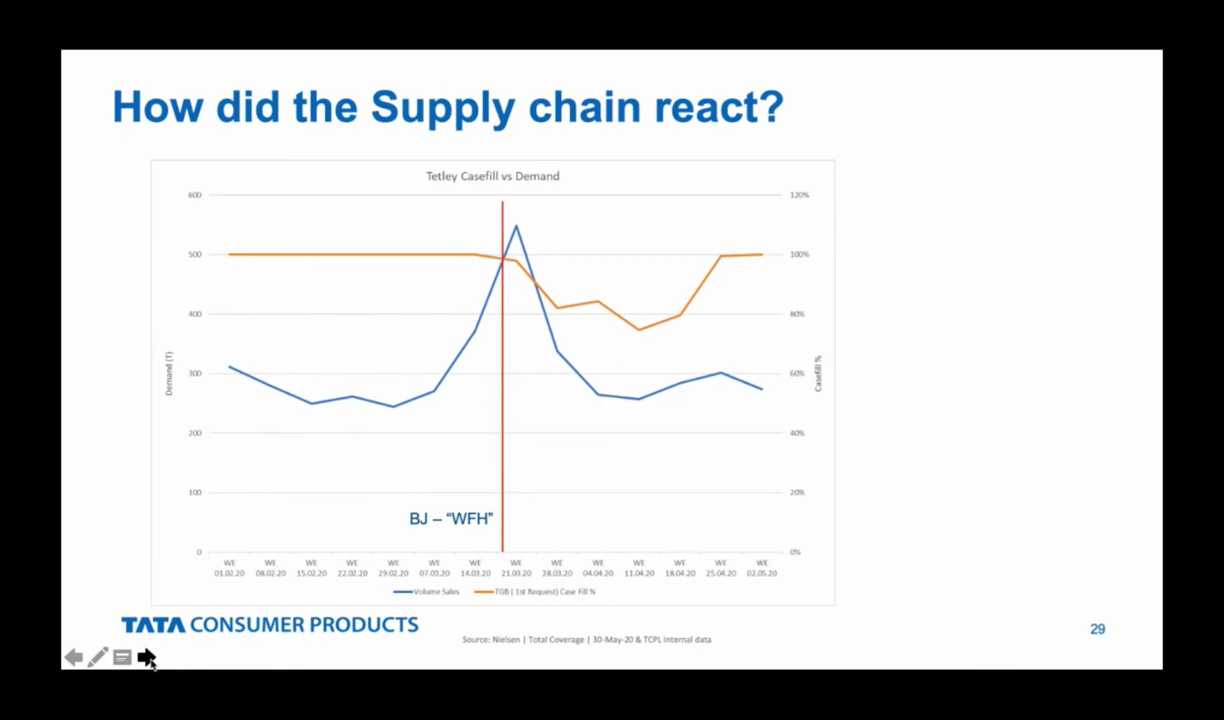 How did the Supply chain react?
Tetley Casefill vs Demand
600
500
400
300
200
100
0
Demand (T)
120%
100%
80%
60%
40%
20%
0%
Casefill %
BJ – “WFH”
WE 01.02.20
WE 08.02.20
WE 15.02.20
WE 22.02.20
WE 29.02.20
WE 07.03.20
WE 14.03.20
WE 21.03.20
WE 28.03.20
WE 04.04.20
WE 11.04.20
WE 18.04.20
WE 25.04.20
WE 02.05.20
Volume Sales
TGB ( 1st Request) Case Fill %
TATA CONSUMER PRODUCTS
Source: Nielsen | Total Coverage | 30-May-20 & TCPL Internal data
29